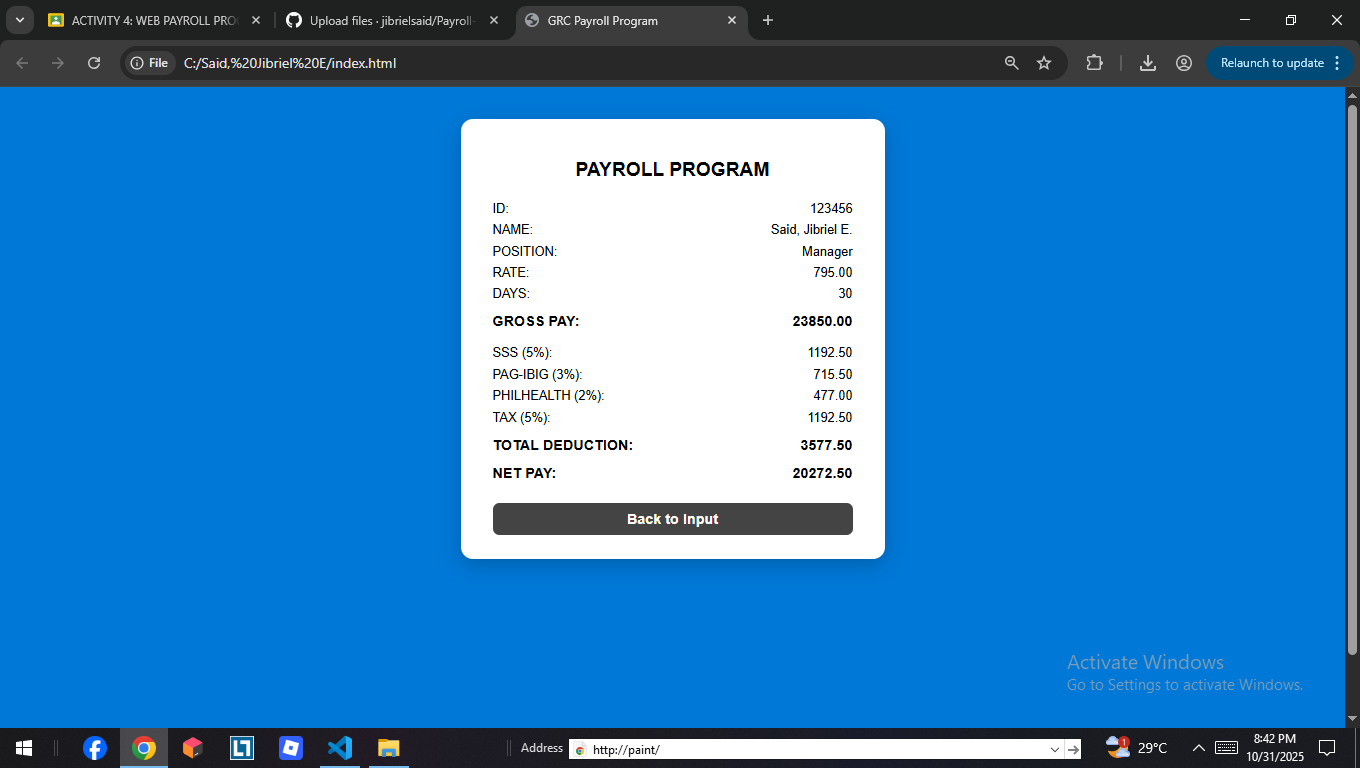 ACTIVITY 4: WEB PAYROLL PRO
Upload files · jibrielsaid/Payroll-
GRC Payroll Program
File
C:/Said,%20Jibriel%20E/index.html
Relaunch to update
PAYROLL PROGRAM
ID: 123456
NAME: Said, Jibriel E.
POSITION: Manager
RATE: 795.00
DAYS: 30
GROSS PAY: 23850.00
SSS (5%): 1192.50
PAG-IBIG (3%): 715.50
PHILHEALTH (2%): 477.00
TAX (5%): 1192.50
TOTAL DEDUCTION: 3577.50
NET PAY: 20272.50
Back to Input
Activate Windows
Go to Settings to activate Windows.
Address
http://paint/
1
29°C
8:42 PM
10/31/2025